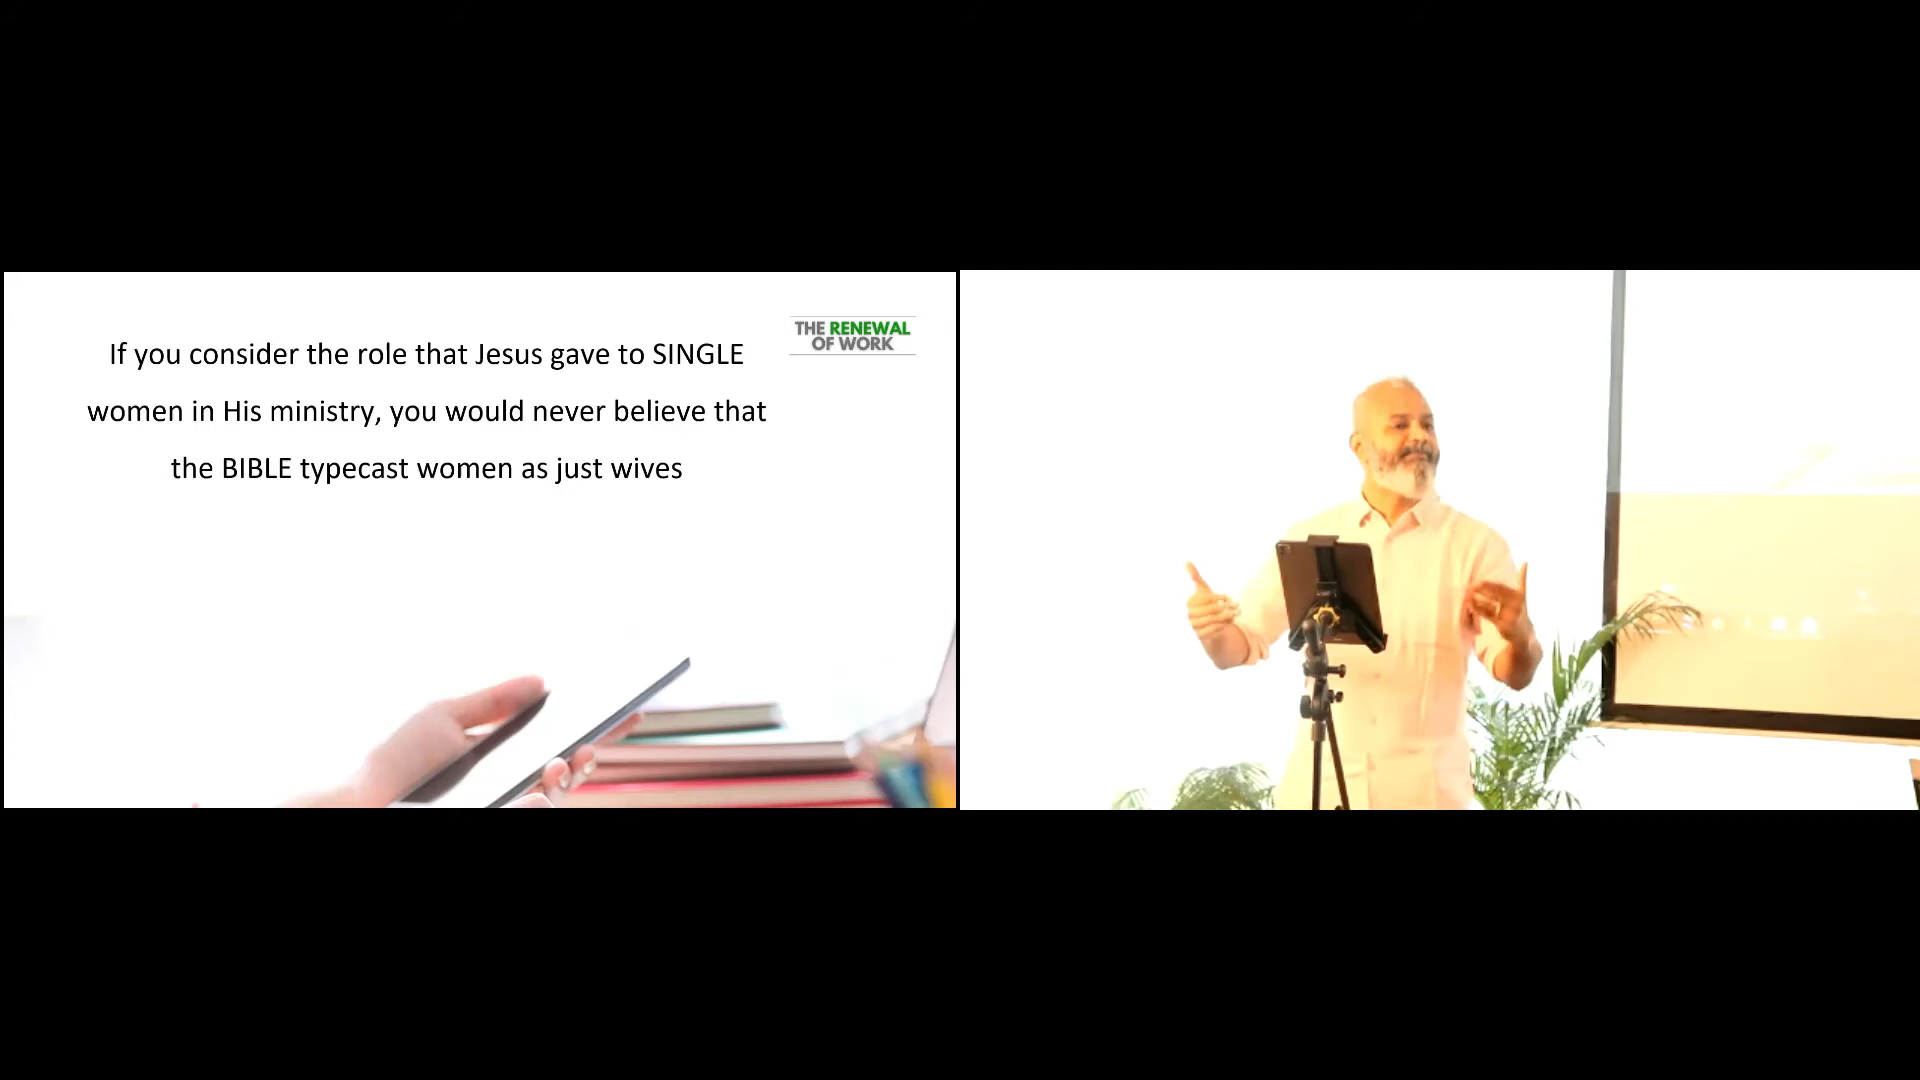 If you consider the role that Jesus gave to SINGLE
women in His ministry, you would never believe that
the BIBLE typecast women as just wives
THE RENEWAL
OF WORK